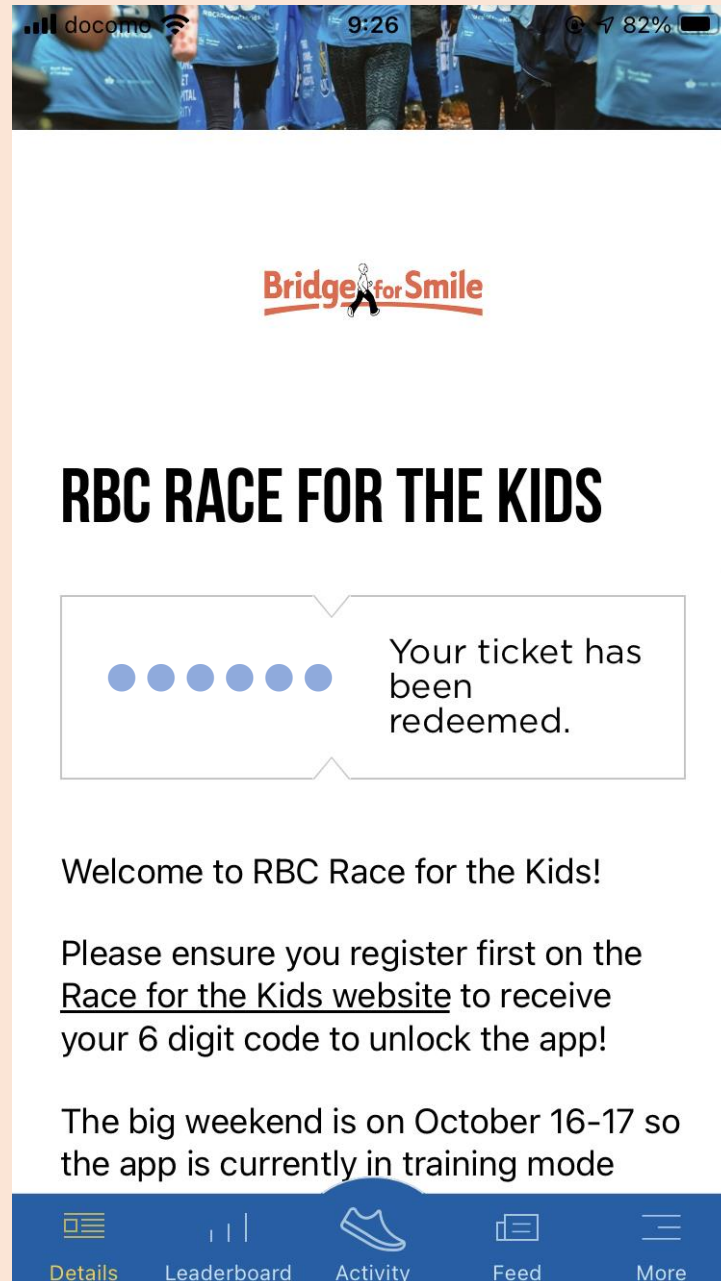 docomo 9:26 82%
Bridge for Smile
RBC RACE FOR THE KIDS
Your ticket has
been
redeemed.
Welcome to RBC Race for the Kids!
Please ensure you register first on the
Race for the Kids website to receive
your 6 digit code to unlock the app!
The big weekend is on October 16-17 so
the app is currently in training mode
Details Leaderboard Activity Feed More